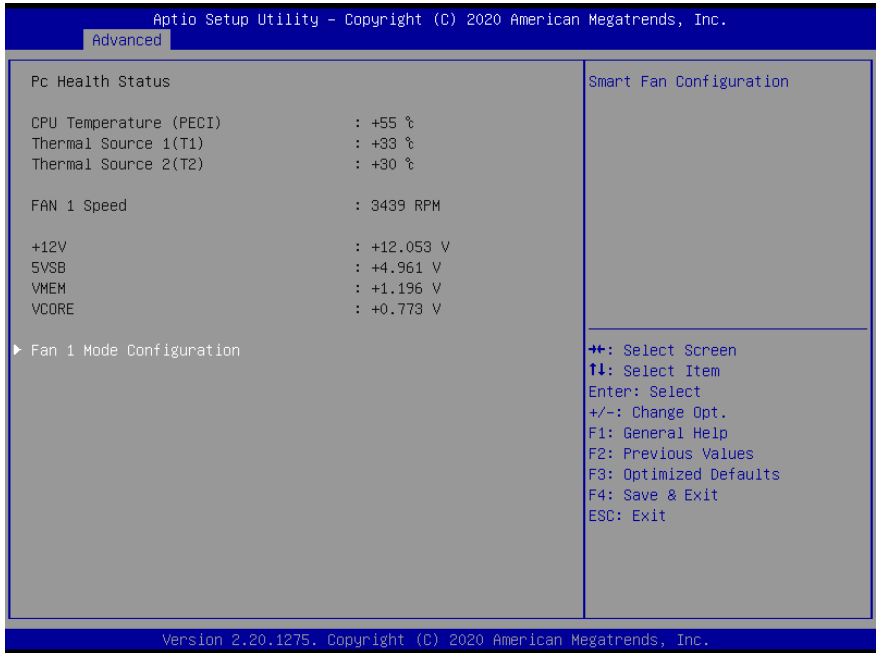 Aptio Setup Utility – Copyright (C) 2020 American Megatrends, Inc.
Advanced
Pc Health Status
CPU Temperature (PECI) : +55 ℃
Thermal Source 1(T1) : +33 ℃
Thermal Source 2(T2) : +30 ℃
FAN 1 Speed : 3439 RPM
+12V : +12.053 V
5VSB : +4.961 V
VMEM : +1.196 V
VCORE : +0.773 V
► Fan 1 Mode Configuration
Smart Fan Configuration
→←: Select Screen
↑↓: Select Item
Enter: Select
+/-: Change Opt.
F1: General Help
F2: Previous Values
F3: Optimized Defaults
F4: Save & Exit
ESC: Exit
Version 2.20.1275. Copyright (C) 2020 American Megatrends, Inc.